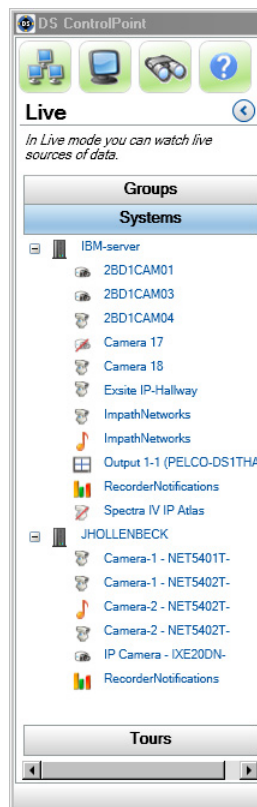 DS ControlPoint
Live
In Live mode you can watch live
sources of data.
Groups
Systems
IBM-server
2BD1CAM01
2BD1CAM03
2BD1CAM04
Camera 17
Camera 18
Exsite IP-Hallway
ImpathNetworks
ImpathNetworks
Output 1-1 (PELCO-DS1THA
RecorderNotifications
Spectra IV IP Atlas
JHOLLENBECK
Camera-1 - NET5401T-
Camera-1 - NET5402T-
Camera-2 - NET5402T-
Camera-2 - NET5402T-
IP Camera - IXE20DN-
RecorderNotifications
Tours